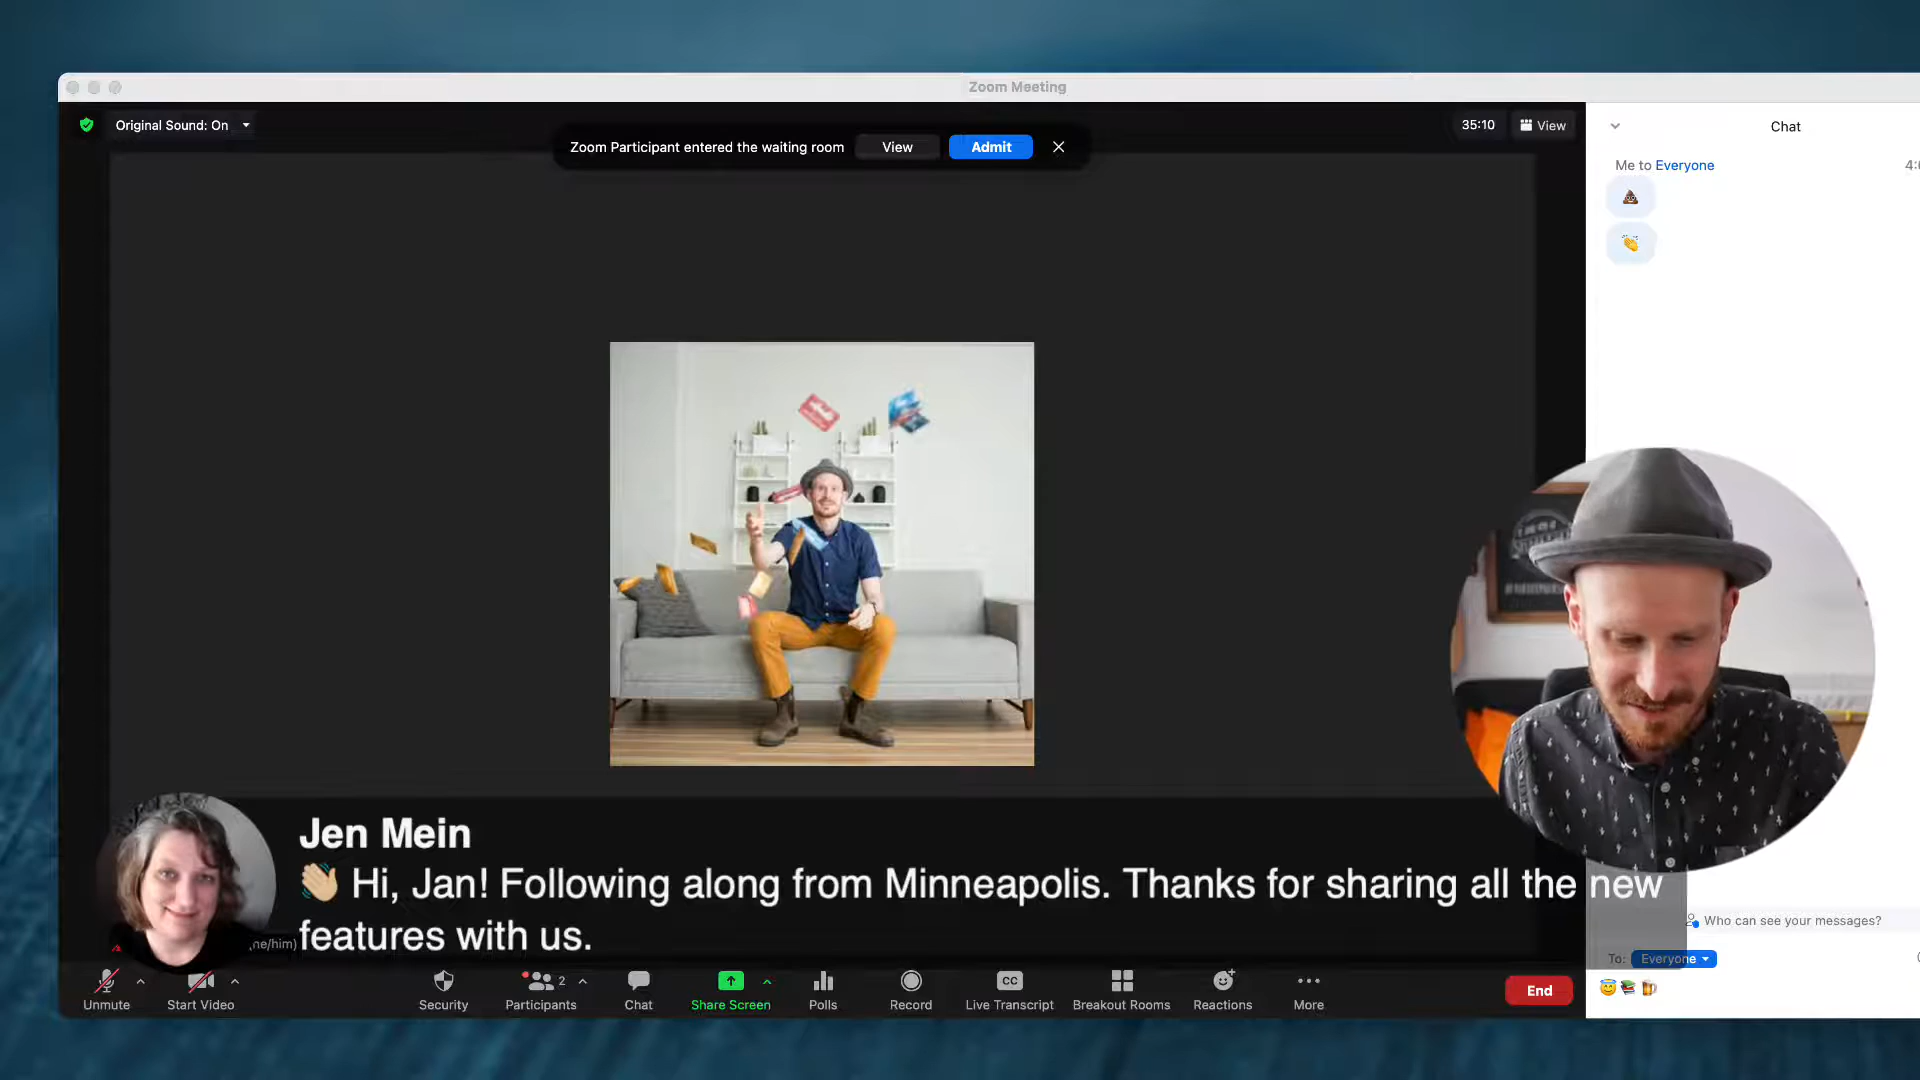 Zoom Meeting
Original Sound: On
Zoom Participant entered the waiting room
View
Admit
35:10
View
Chat
Me to Everyone
Jen Mein
👋🏼 Hi, Jan! Following along from Minneapolis. Thanks for sharing all the new
features with us.
Who can see your messages?
To: Everyone
Unmute
Start Video
Security
Participants 2
Chat
Share Screen
Polls
Record
CC
Live Transcript
Breakout Rooms
Reactions
More
End